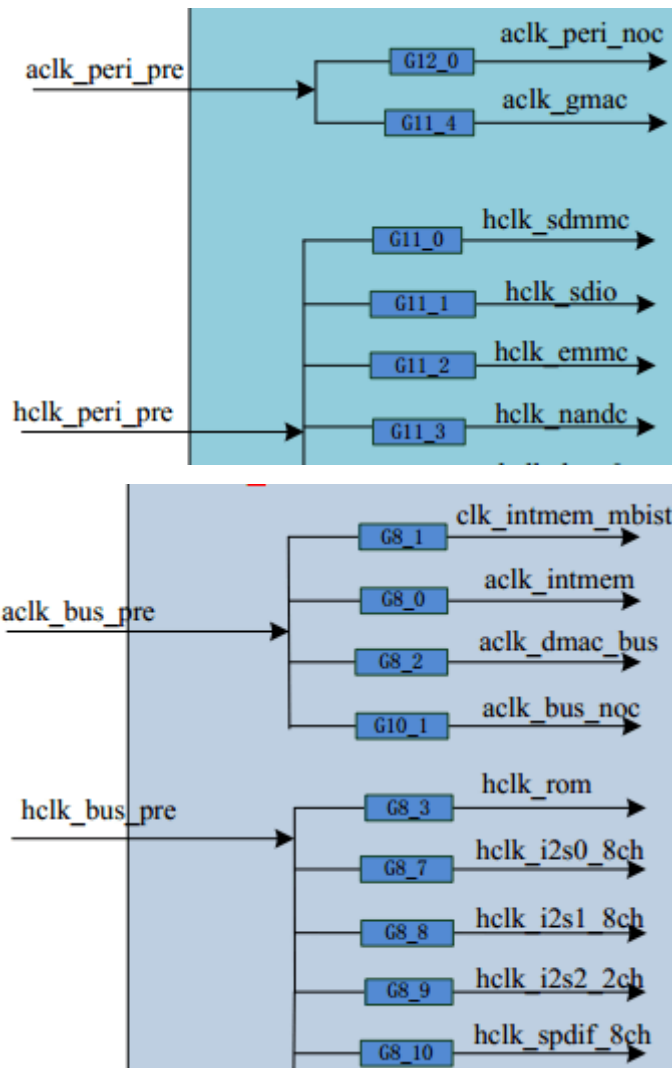 aclk_peri_noc
aclk_peri_pre
G12_0
aclk_gmac
G11_4
hclk_sdmmc
G11_0
hclk_sdio
G11_1
hclk_emmc
G11_2
hclk_peri_pre
hclk_nandc
G11_3
clk_intmem_mbist
G8_1
aclk_intmem
G8_0
aclk_bus_pre
aclk_dmac_bus
G8_2
aclk_bus_noc
G10_1
hclk_rom
hclk_bus_pre
G8_3
hclk_i2s0_8ch
G8_7
hclk_i2s1_8ch
G8_8
hclk_i2s2_2ch
G8_9
hclk_spdif_8ch
G8_10